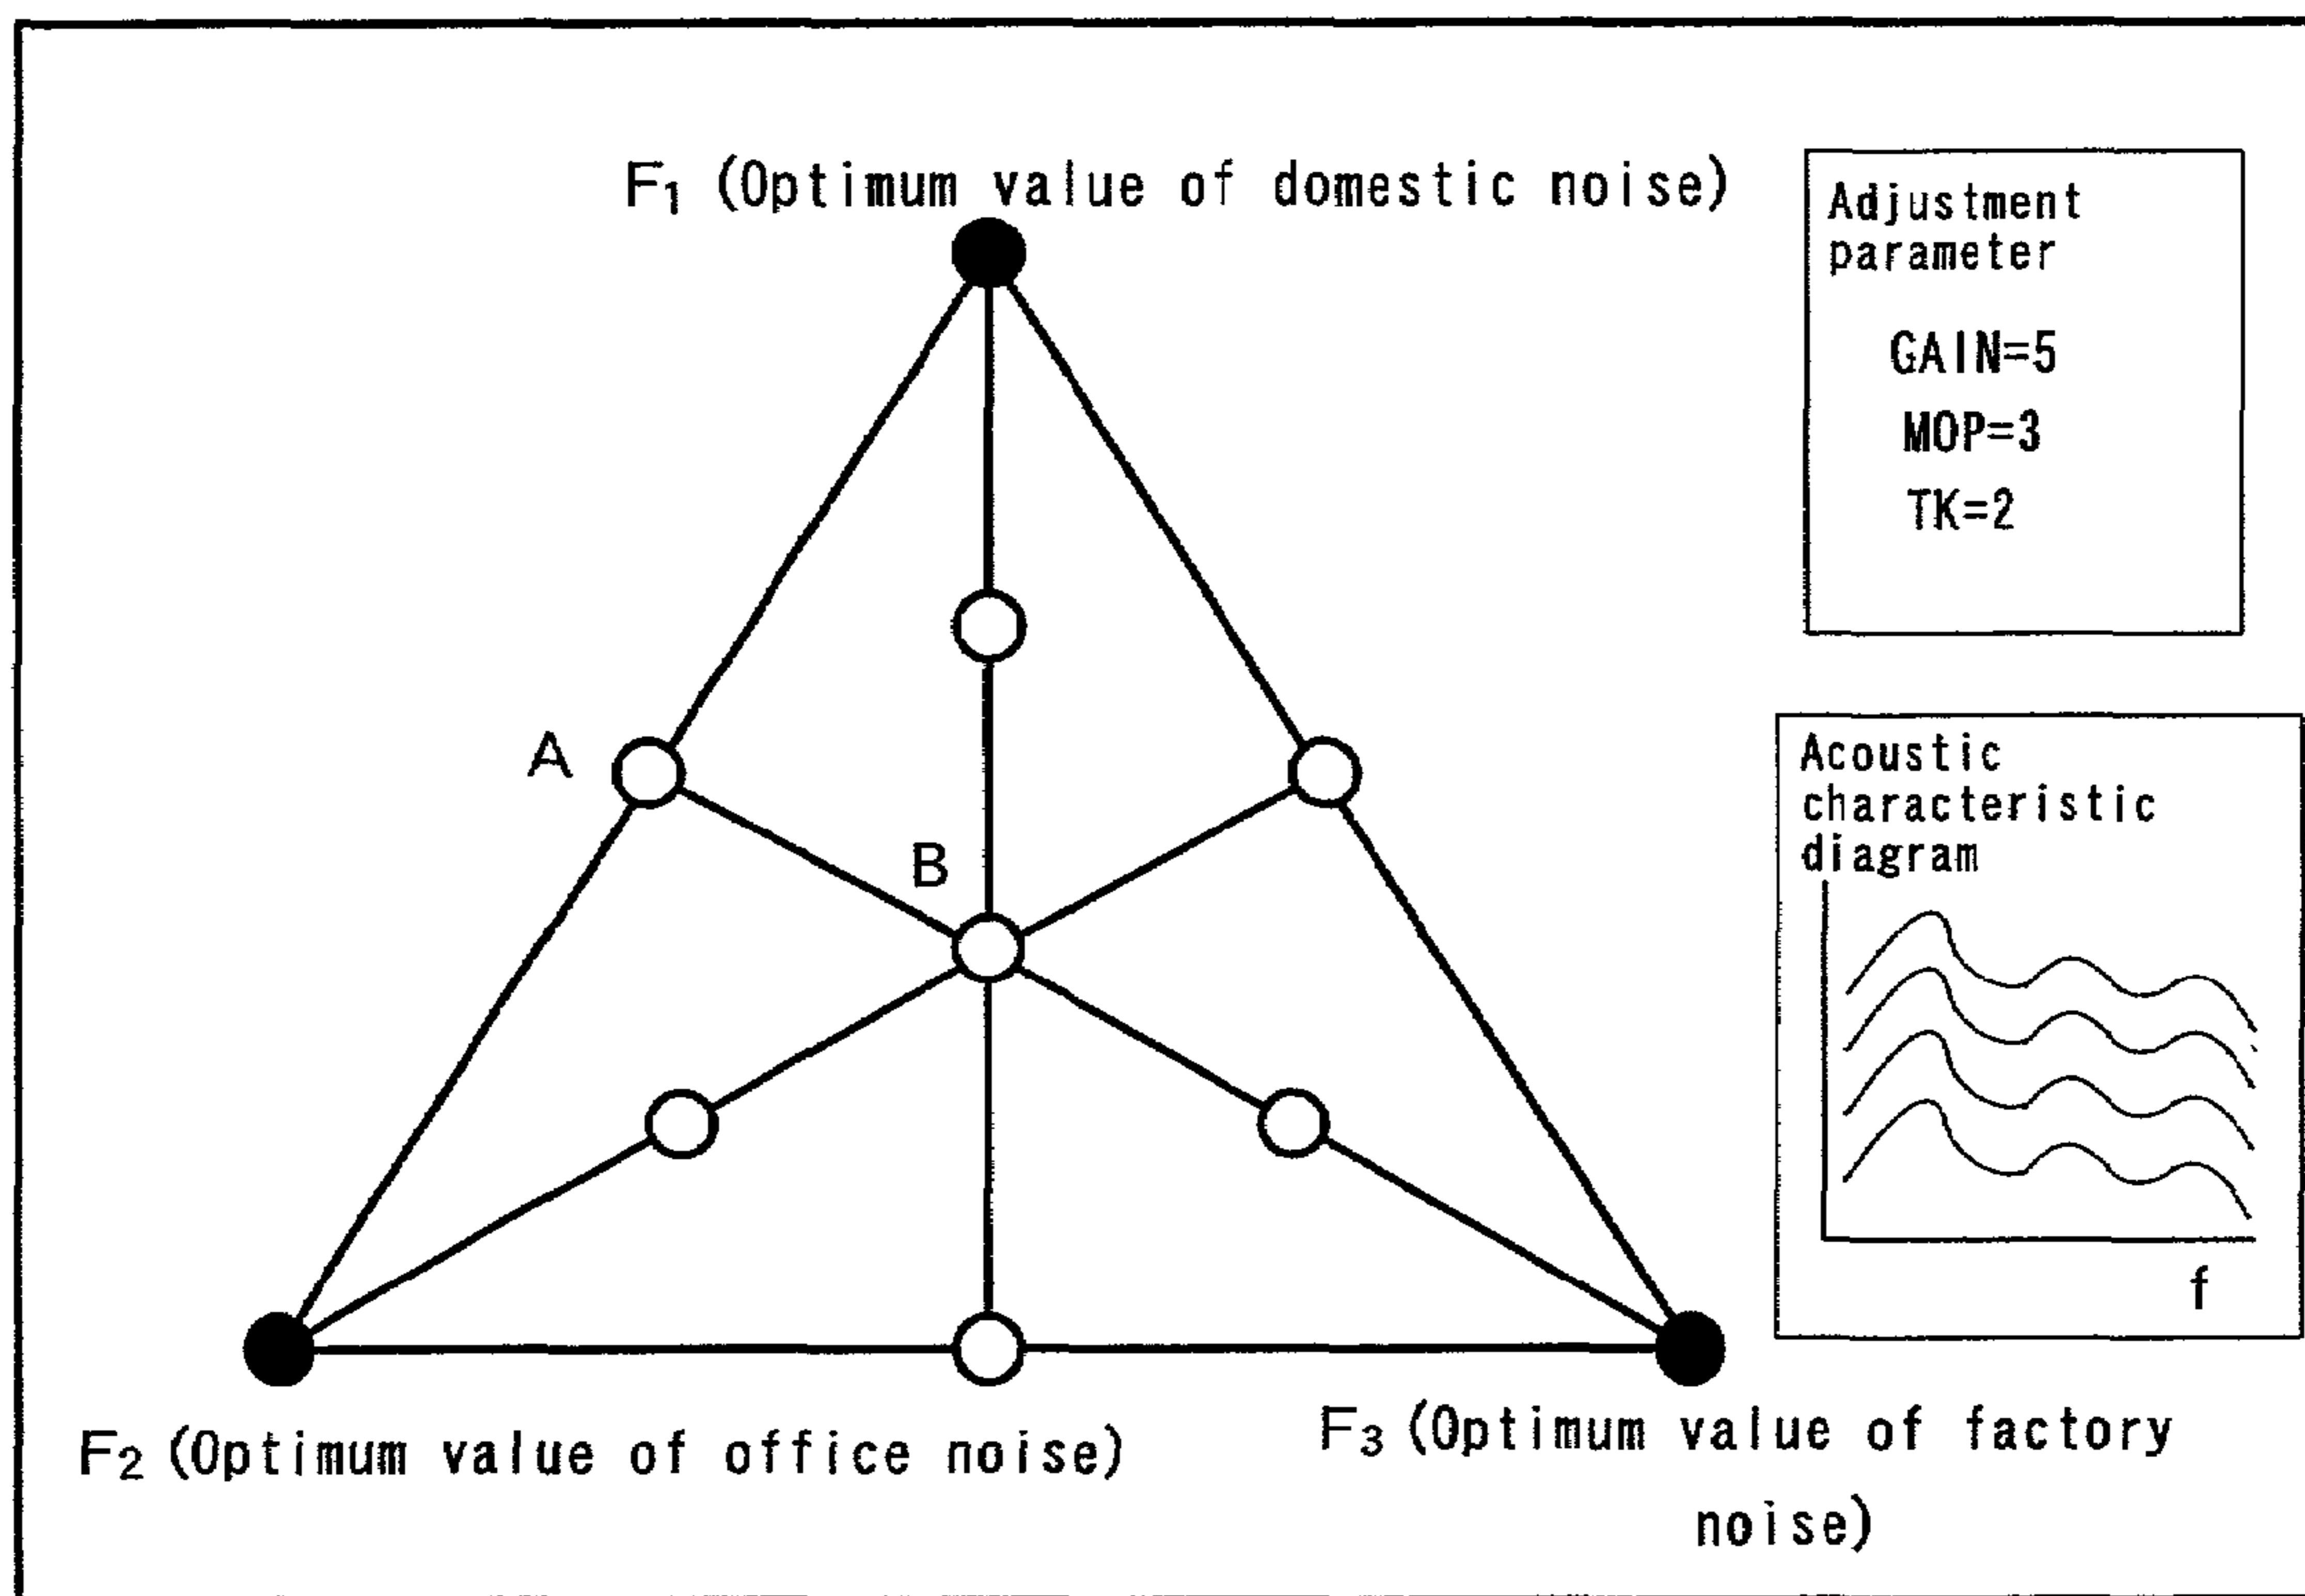 F1 (Optimum value of domestic noise)
Adjustment
parameter
GAIN=5
MOP=3
TK=2
A
B
Acoustic
characteristic
diagram
f
F2 (Optimum value of office noise)
F3 (Optimum value of factory
noise)